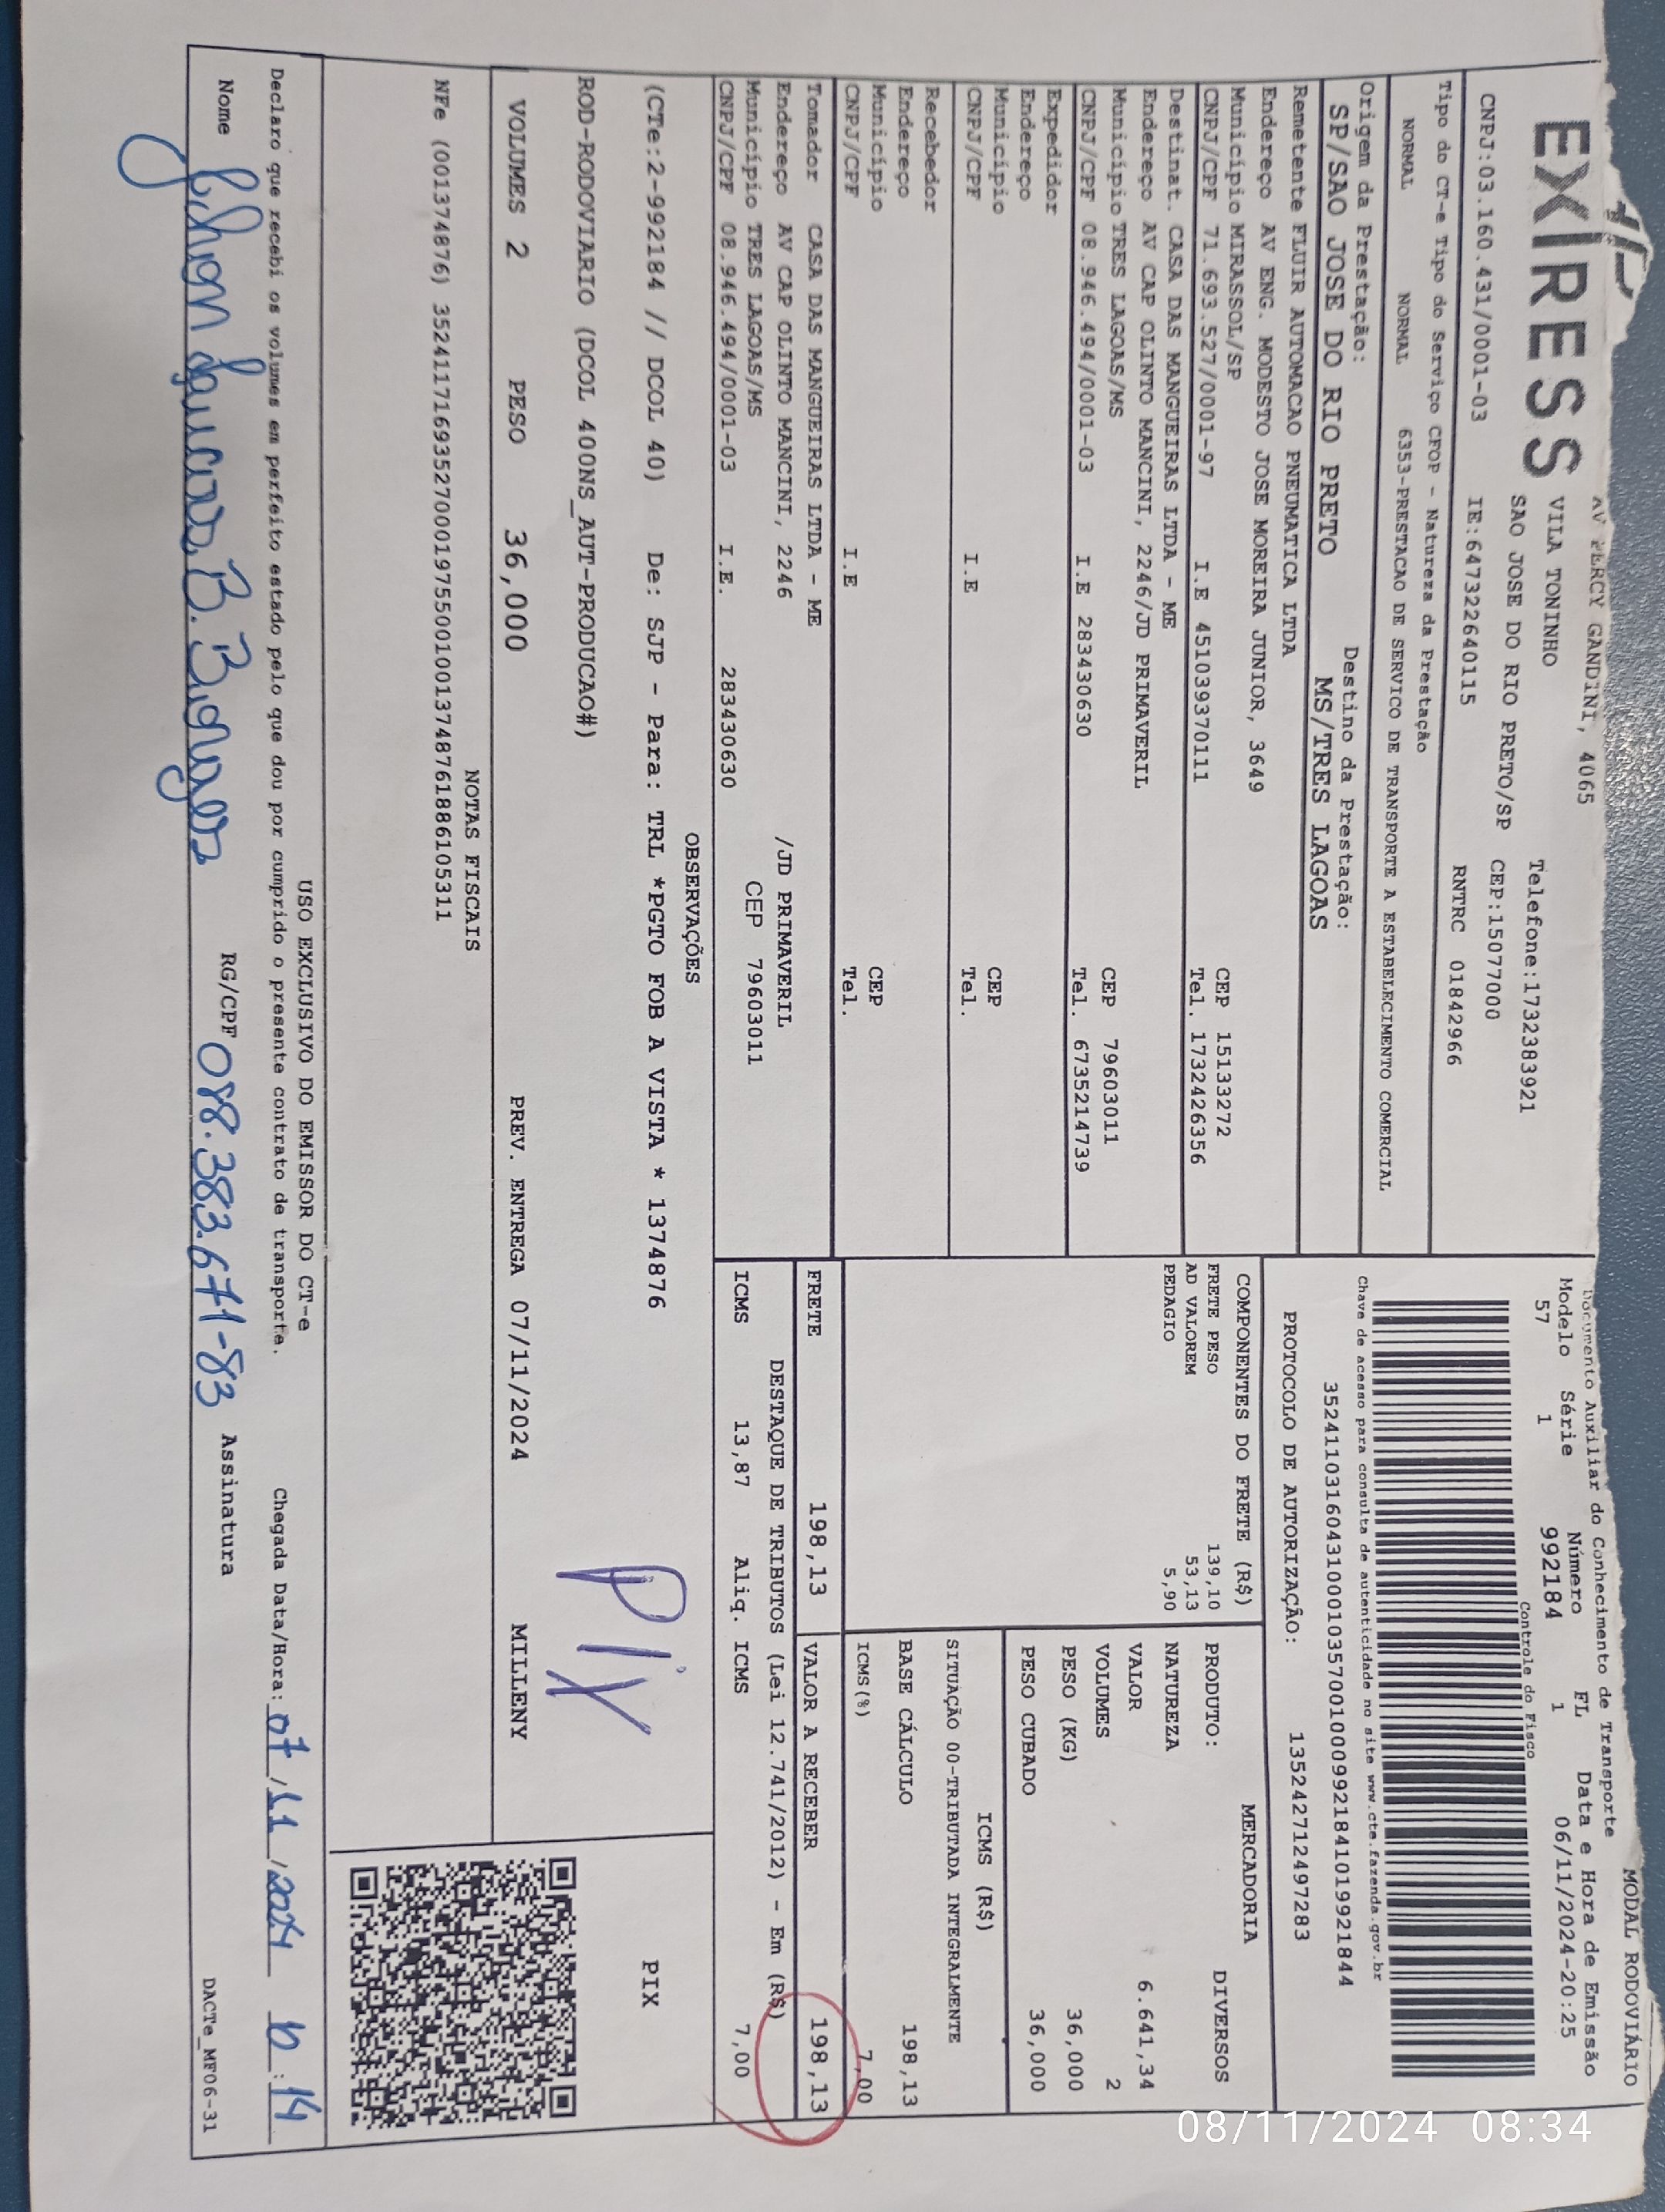 EXPRESS
AV PERCY GANDINI, 4065
VILA TONINHO
Telefone:1732383921
SAO JOSE DO RIO PRETO/SP CEP:15077000
CNPJ:03.160.431/0001-03 IE:647322640115 RNTRC 01842966
Tipo do CT-e Tipo do Serviço CFOP - Natureza da Prestação
NORMAL NORMAL 6353-PRESTACAO DE SERVICO DE TRANSPORTE A ESTABELECIMENTO COMERCIAL
Origem da Prestação: Destino da Prestação:
SP/SAO JOSE DO RIO PRETO MS/TRES LAGOAS
Remetente FLUIR AUTOMACAO PNEUMATICA LTDA
Endereço AV ENG. MODESTO JOSE MOREIRA JUNIOR, 3649
Município MIRASSOL/SP CEP 15133272
CNPJ/CPF 71.693.527/0001-97 I.E 451039370111 Tel. 1732426356
Destinat. CASA DAS MANGUEIRAS LTDA - ME
Endereço AV CAP OLINTO MANCINI, 2246/JD PRIMAVERIL
Município TRES LAGOAS/MS CEP 79603011
CNPJ/CPF 08.946.494/0001-03 I.E 283430630 Tel. 6735214739
Expedidor
Endereço
Município CEP
CNPJ/CPF I.E Tel.
Recebedor
Endereço
Município CEP
CNPJ/CPF I.E Tel.
Tomador CASA DAS MANGUEIRAS LTDA - ME
Endereço AV CAP OLINTO MANCINI, 2246 /JD PRIMAVERIL
Município TRES LAGOAS/MS CEP 79603011
CNPJ/CPF 08.946.494/0001-03 I.E. 283430630
MODAL RODOVIÁRIO
Documento Auxiliar do Conhecimento de Transporte
Modelo Série Número FL Data e Hora de Emissão
57 1 992184 1 06/11/2024-20:25
Controle do Fisco
Chave de acesso para consulta de autenticidade no site www.cte.fazenda.gov.br
35241103160431000103570010009921841019921844
PROTOCOLO DE AUTORIZAÇÃO: 135242712497283
COMPONENTES DO FRETE (R$)
FRETE PESO 139,10
AD VALOREM 53,13
PEDAGIO 5,90
MERCADORIA
PRODUTO: DIVERSOS
NATUREZA
VALOR 6.641,34
VOLUMES 2
PESO (KG) 36,000
PESO CUBADO 36,000
ICMS (R$)
SITUAÇÃO 00-TRIBUTADA INTEGRALMENTE
BASE CÁLCULO 198,13
ICMS(%) 7,00
FRETE 198,13 VALOR A RECEBER 198,13
DESTAQUE DE TRIBUTOS (Lei 12.741/2012) - Em (R$)
ICMS 13,87 Aliq. ICMS 7,00
OBSERVAÇÕES
(CTe:2-992184 // DCOL 40) De: SJP - Para: TRL *PGTO FOB A VISTA * 1374876
ROD-RODOVIARIO (DCOL 400NS_AUT-PRODUCAO#)
PIX
PIX
VOLUMES 2 PESO 36,000 PREV. ENTREGA 07/11/2024 MILLENY
NOTAS FISCAIS
NFe (001374876) 35241171693527000197550010013748761886105311
USO EXCLUSIVO DO EMISSOR DO CT-e
Declaro que recebi os volumes em perfeito estado pelo que dou por cumprido o presente contrato de transporte. Chegada Data/Hora: 07/11/2024 10:14
Nome B. RG/CPF 088.383.671-83 Assinatura
DACTe_MF06-31
08/11/2024 08:34